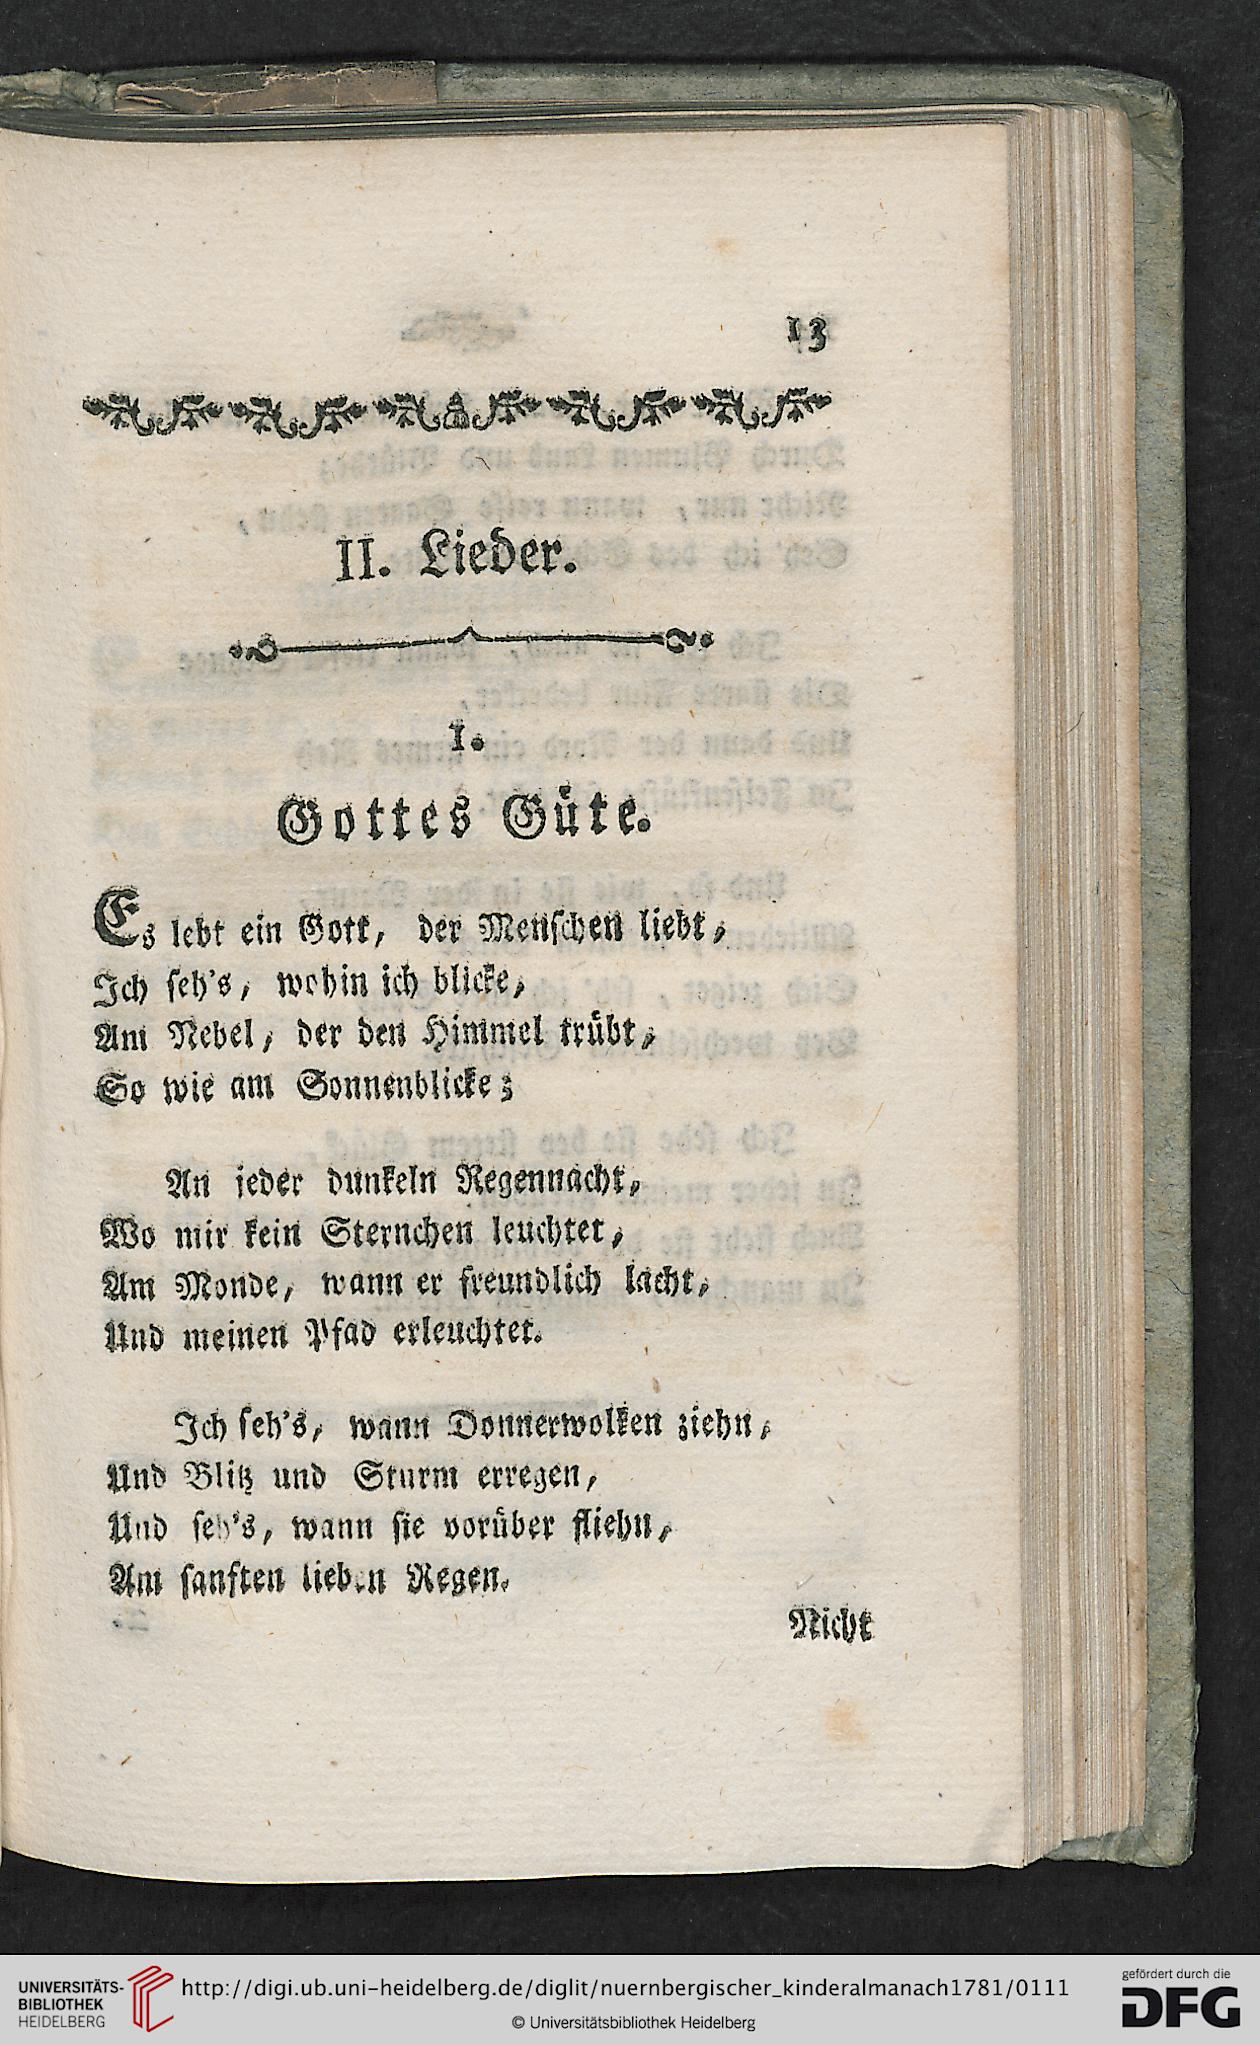 13
II. Lieder.
1.
Gottes Güte.
Es lebt ein Gott, der Menschen liebt,
Ich seh's, wohin ich blicke,
Am Nebel, der den Himmel trübt,
So wie am Sonnenblicke;
An jeder dunkeln Regennacht,
Wo mir kein Sternchen leuchtet,
Am Monde, wann er freundlich lacht,
Und meinen Pfad erleuchtet.
Ich seh's, wann Donnerwolken ziehn,
Und Blitz und Sturm erregen,
Und seh's, wann sie vorüber fliehn,
Am sanften lieben Regen.
Nicht
UNIVERSITÄTS-
BIBLIOTHEK
HEIDELBERG
http://digi.ub.uni-heidelberg.de/diglit/nuernbergischer_kinderalmanach1781/0111
© Universitätsbibliothek Heidelberg
gefördert durch die
DFG